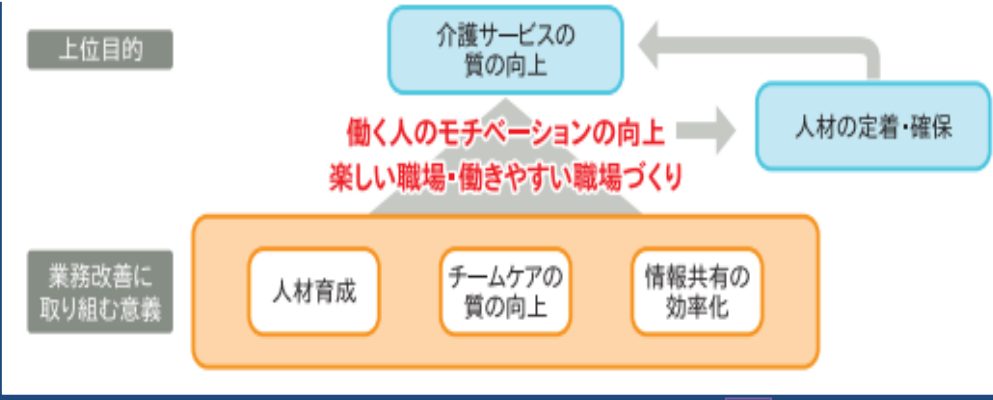 上位目的
介護サービスの
質の向上
働く人のモチベーションの向上
楽しい職場・働きやすい職場づくり
人材の定着・確保
業務改善に
取り組む意義
人材育成
チームケアの
質の向上
情報共有の
効率化